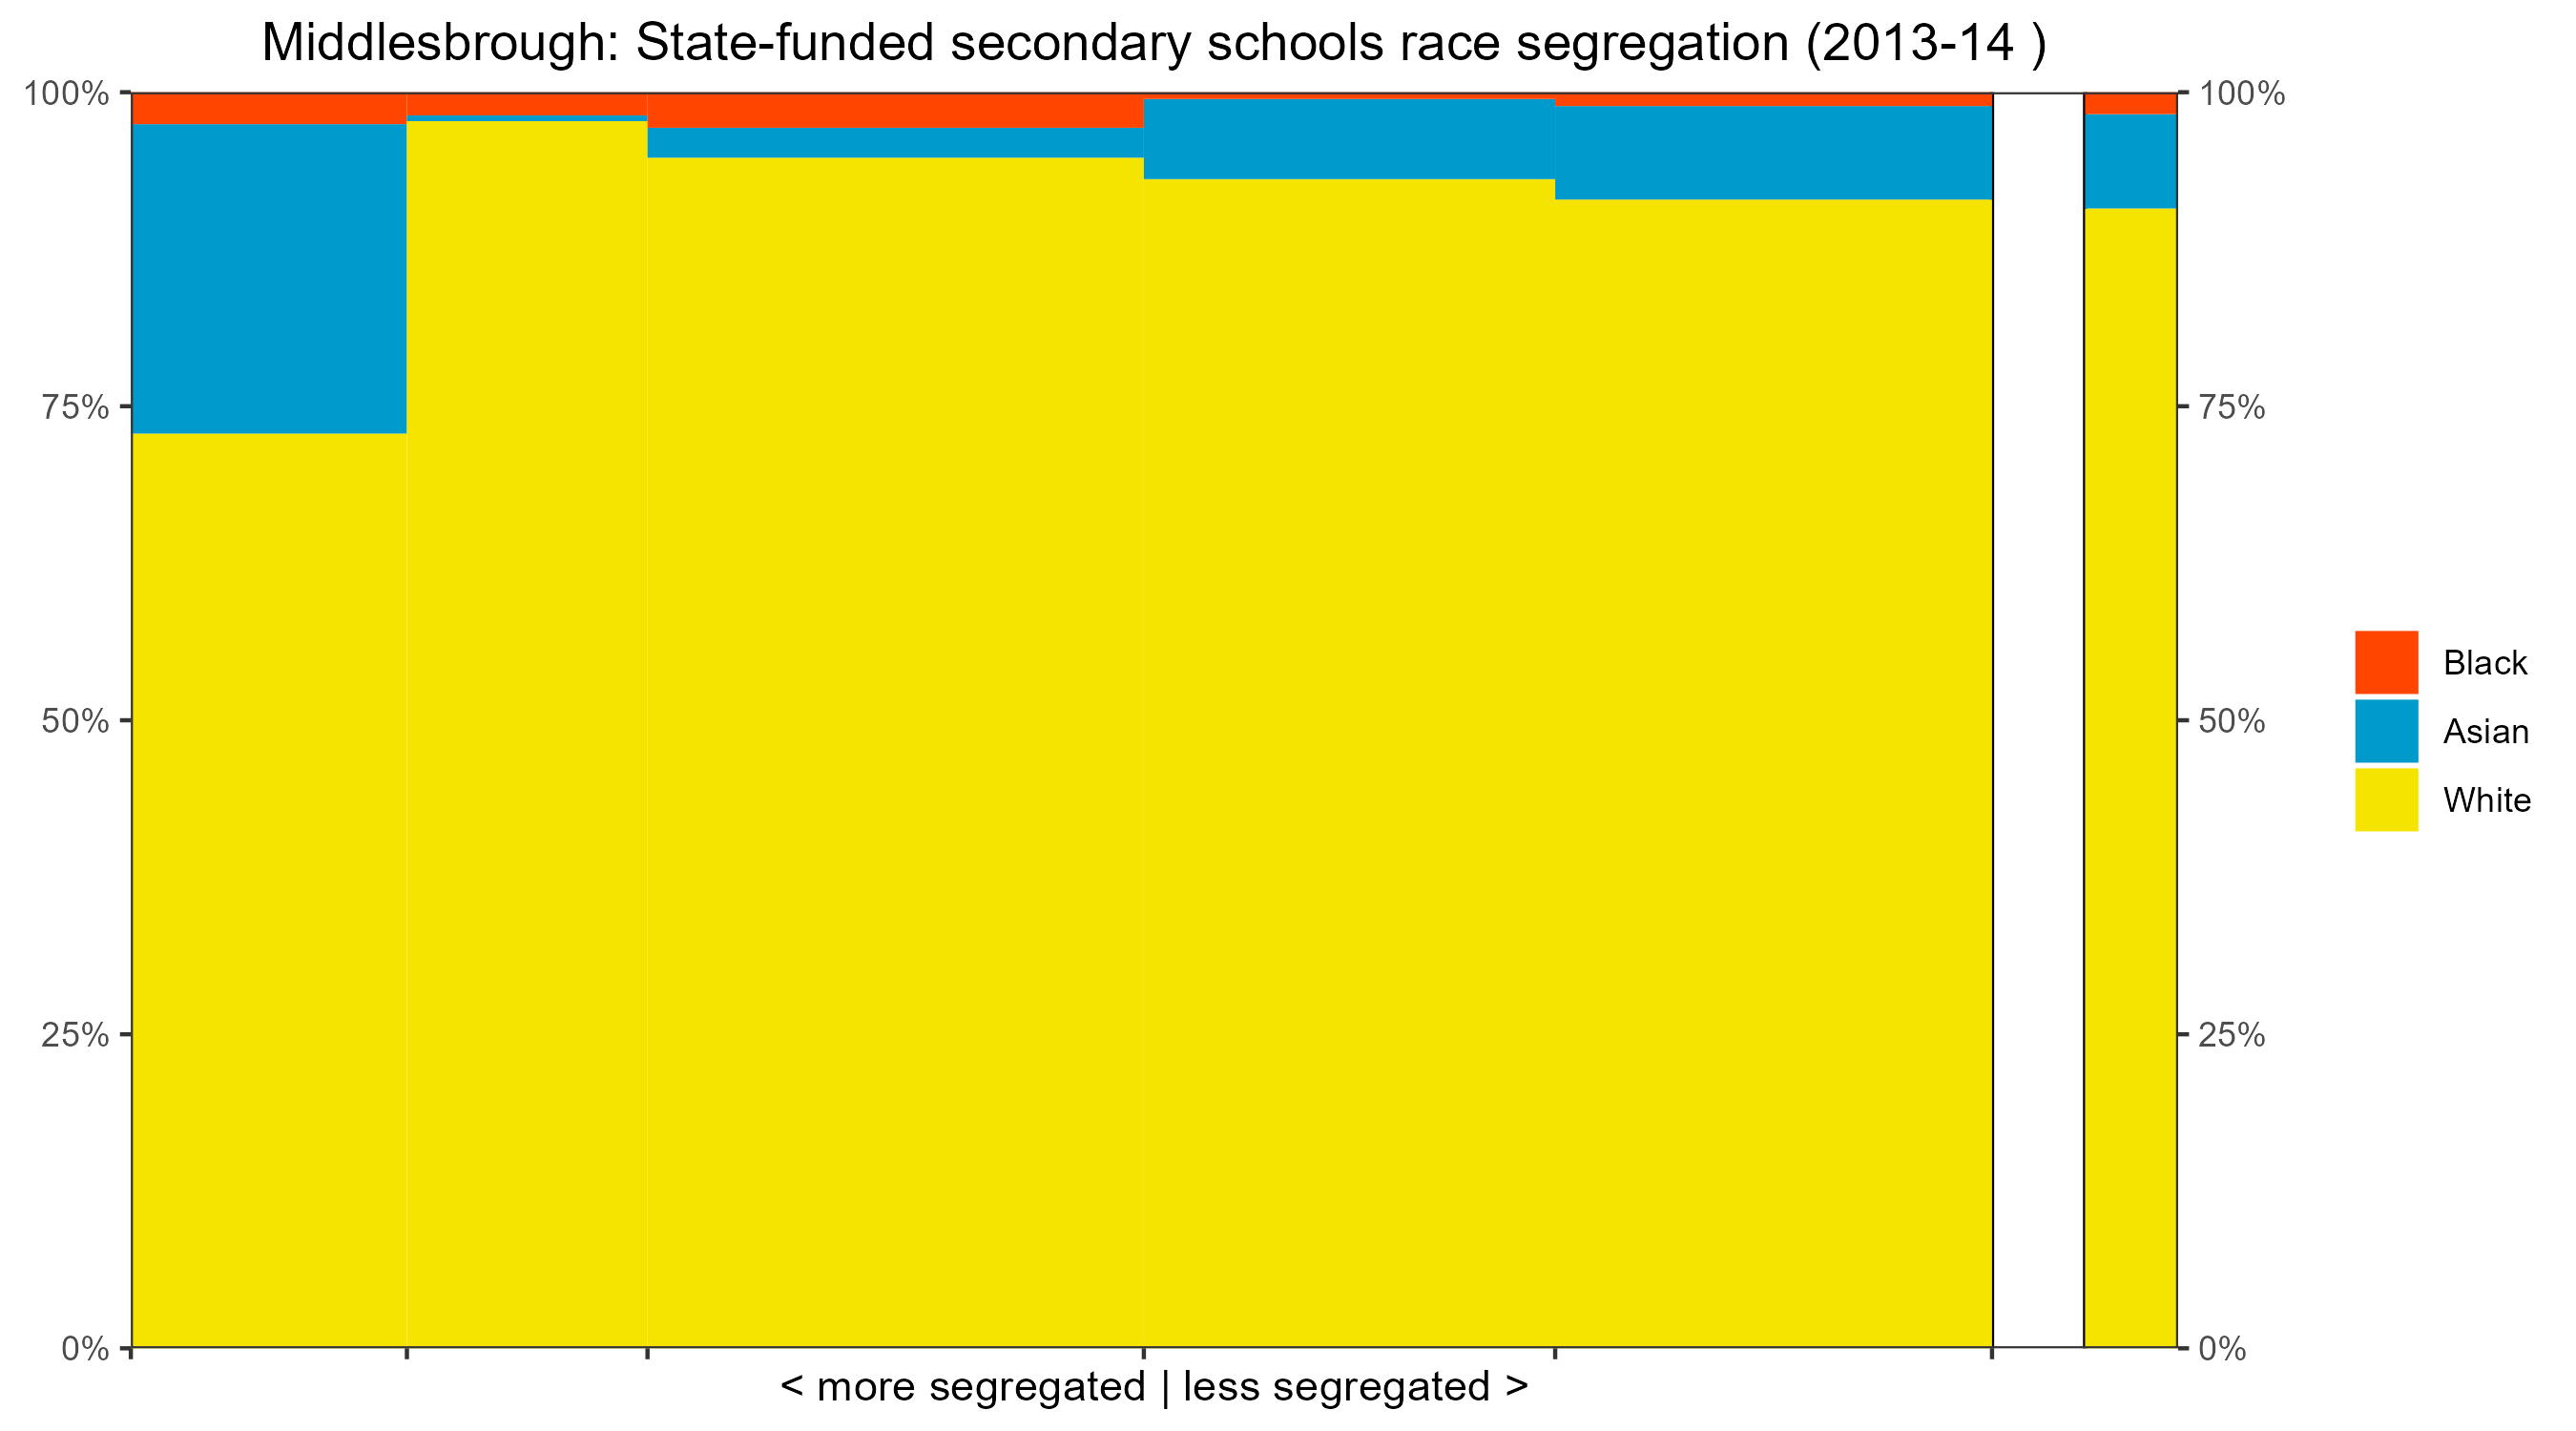 Middlesbrough: State-funded secondary schools race segregation (2013-14 )
100%
75%
50%
25%
0%
100%
75%
50%
25%
0%
Black
Asian
White
< more segregated | less segregated >